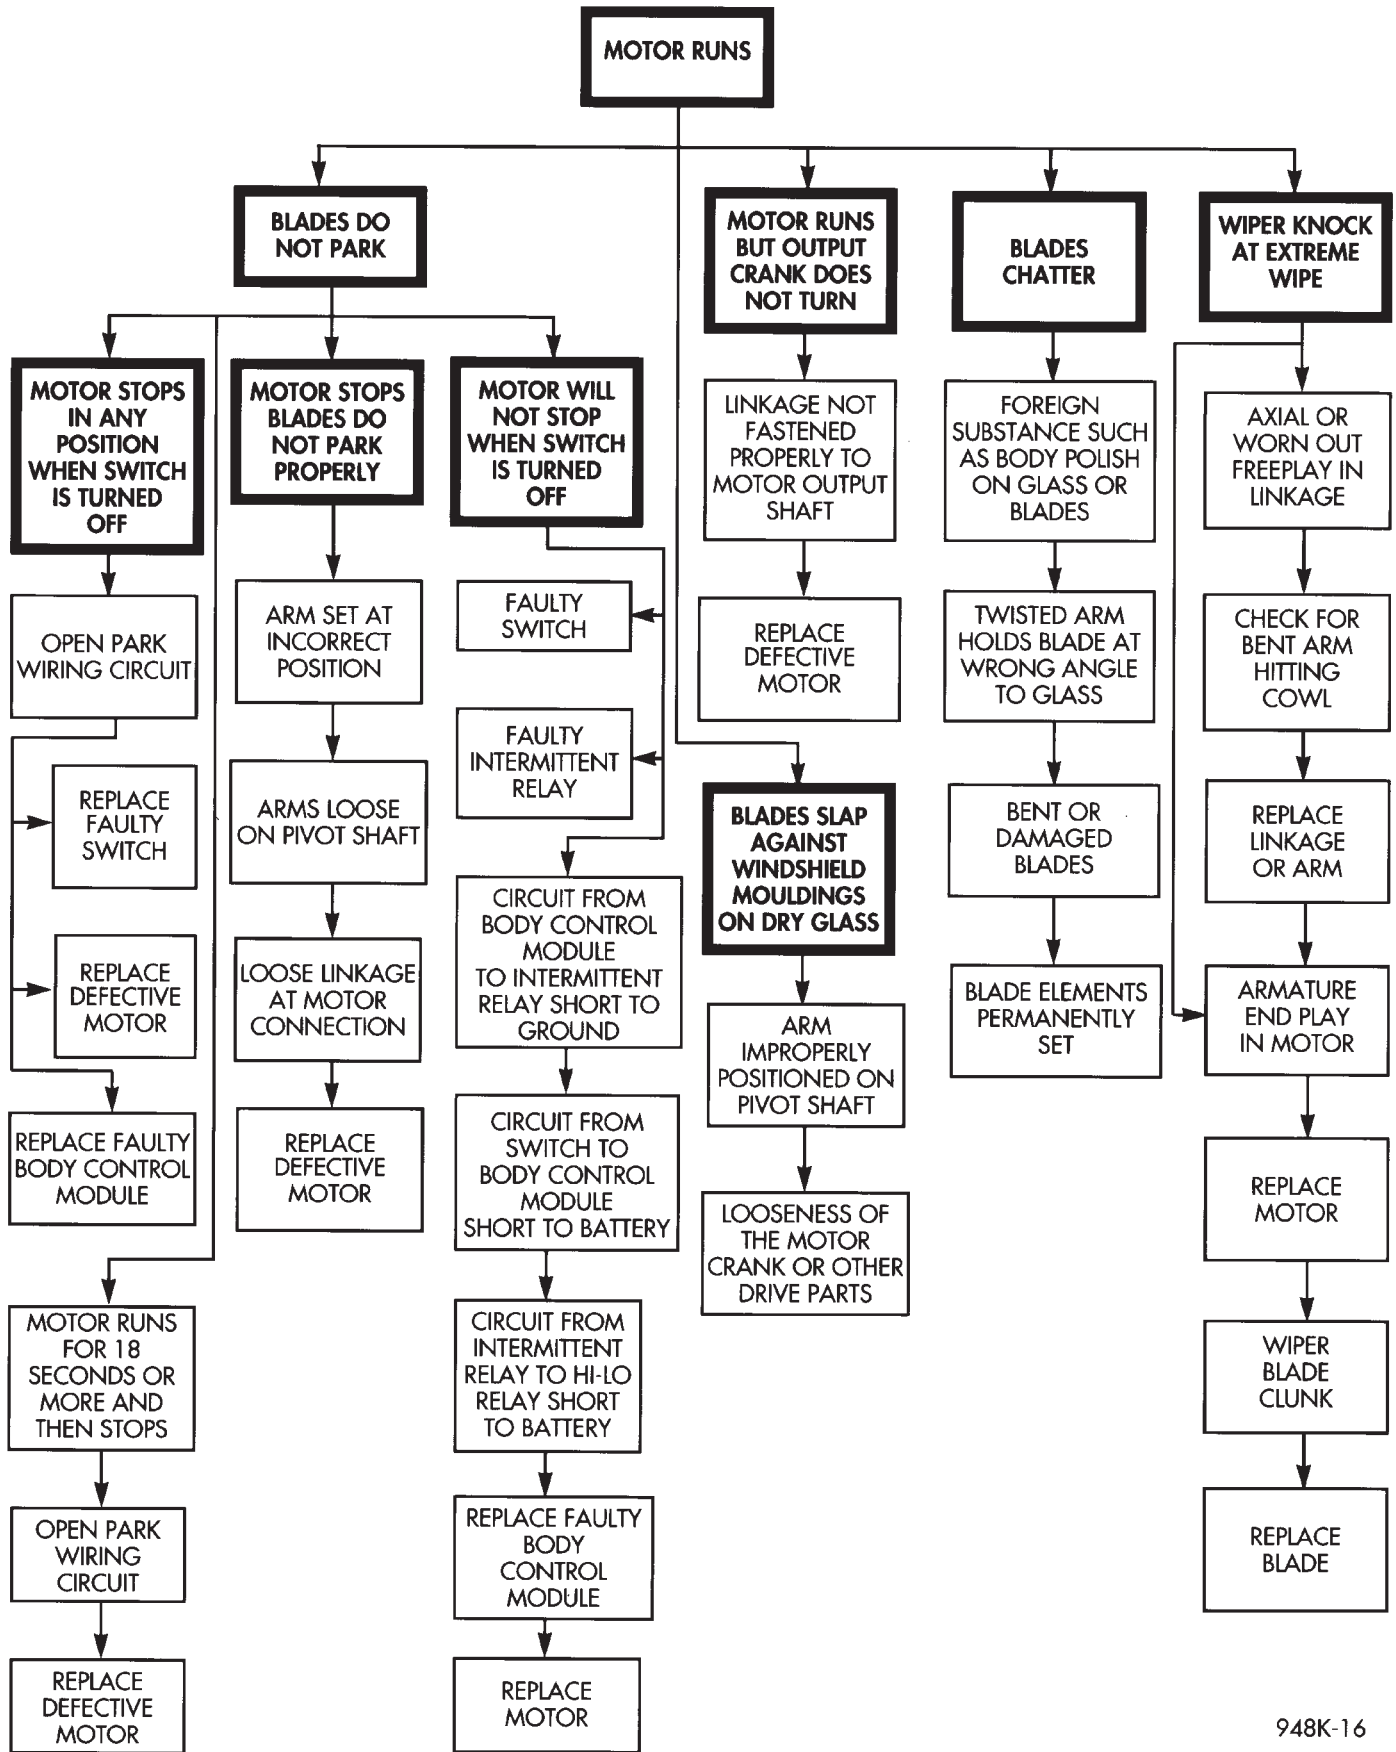 MOTOR RUNS
BLADES DO
NOT PARK
MOTOR STOPS
IN ANY
POSITION
WHEN SWITCH
IS TURNED
OFF
OPEN PARK
WIRING CIRCUIT
REPLACE
FAULTY
SWITCH
REPLACE
DEFECTIVE
MOTOR
REPLACE FAULTY
BODY CONTROL
MODULE
MOTOR RUNS
FOR 18
SECONDS OR
MORE AND
THEN STOPS
OPEN PARK
WIRING
CIRCUIT
REPLACE
DEFECTIVE
MOTOR
MOTOR STOPS
BLADES DO
NOT PARK
PROPERLY
ARM SET AT
INCORRECT
POSITION
ARMS LOOSE
ON PIVOT SHAFT
LOOSE LINKAGE
AT MOTOR
CONNECTION
REPLACE
DEFECTIVE
MOTOR
MOTOR WILL
NOT STOP
WHEN SWITCH
IS TURNED
OFF
FAULTY
SWITCH
FAULTY
INTERMITTENT
RELAY
CIRCUIT FROM
BODY CONTROL
MODULE
TO INTERMITTENT
RELAY SHORT TO
GROUND
CIRCUIT FROM
SWITCH TO
BODY CONTROL
MODULE
SHORT TO BATTERY
CIRCUIT FROM
INTERMITTENT
RELAY TO HI-LO
RELAY SHORT
TO BATTERY
REPLACE FAULTY
BODY
CONTROL
MODULE
REPLACE
MOTOR
MOTOR RUNS
BUT OUTPUT
CRANK DOES
NOT TURN
LINKAGE NOT
FASTENED
PROPERLY TO
MOTOR OUTPUT
SHAFT
REPLACE
DEFECTIVE
MOTOR
BLADES SLAP
AGAINST
WINDSHIELD
MOULDINGS
ON DRY GLASS
ARM
IMPROPERLY
POSITIONED ON
PIVOT SHAFT
LOOSENESS OF
THE MOTOR
CRANK OR OTHER
DRIVE PARTS
BLADES
CHATTER
FOREIGN
SUBSTANCE SUCH
AS BODY POLISH
ON GLASS OR
BLADES
TWISTED ARM
HOLDS BLADE AT
WRONG ANGLE
TO GLASS
BENT OR
DAMAGED
BLADES
BLADE ELEMENTS
PERMANENTLY
SET
WIPER KNOCK
AT EXTREME
WIPE
AXIAL OR
WORN OUT
FREEPLAY IN
LINKAGE
CHECK FOR
BENT ARM
HITTING
COWL
REPLACE
LINKAGE
OR ARM
ARMATURE
END PLAY
IN MOTOR
REPLACE
MOTOR
WIPER
BLADE
CLUNK
REPLACE
BLADE
948K-16